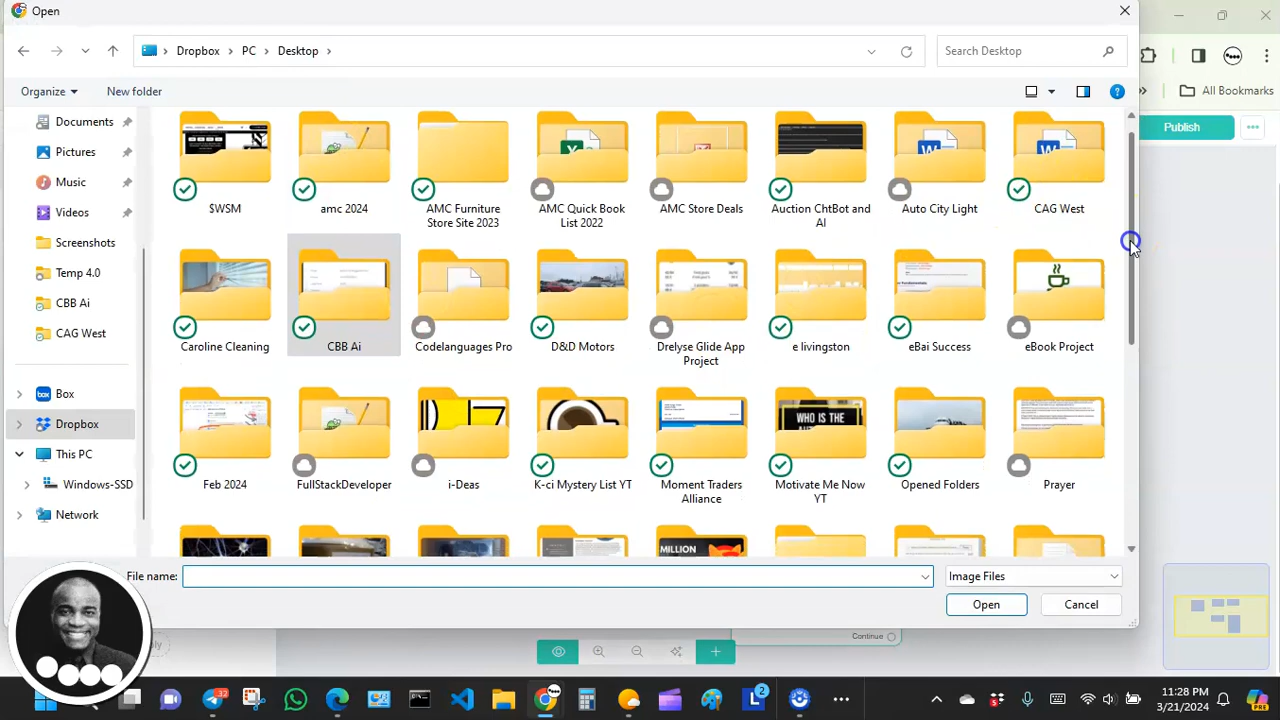 Open
Dropbox
PC
Desktop
Search Desktop
All Bookmarks
Organize
New folder
Publish
Documents
Pictures
Music
Videos
Screenshots
Temp 4.0
CBB Ai
CAG West
Box
Dropbox
This PC
Windows-SSD
Network
$WSM
amc 2024
AMC Furniture
Store Site 2023
AMC Quick Book
List 2022
AMC Store Deals
Auction ChtBot and
AI
Auto City Light
CAG West
Caroline Cleaning
CBB Ai
Codelanguages Pro
D&D Motors
Drelyse Glide App
Project
e livingston
eBai Success
eBook Project
WHO IS THE
Feb 2024
FullStackDeveloper
i-Deas
K-ci Mystery List YT
Moment Traders
Alliance
Motivate Me Now
YT
Opened Folders
Prayer
MILLION
File name:
Image Files
Open
Cancel
Continue
11:28 PM
3/21/2024